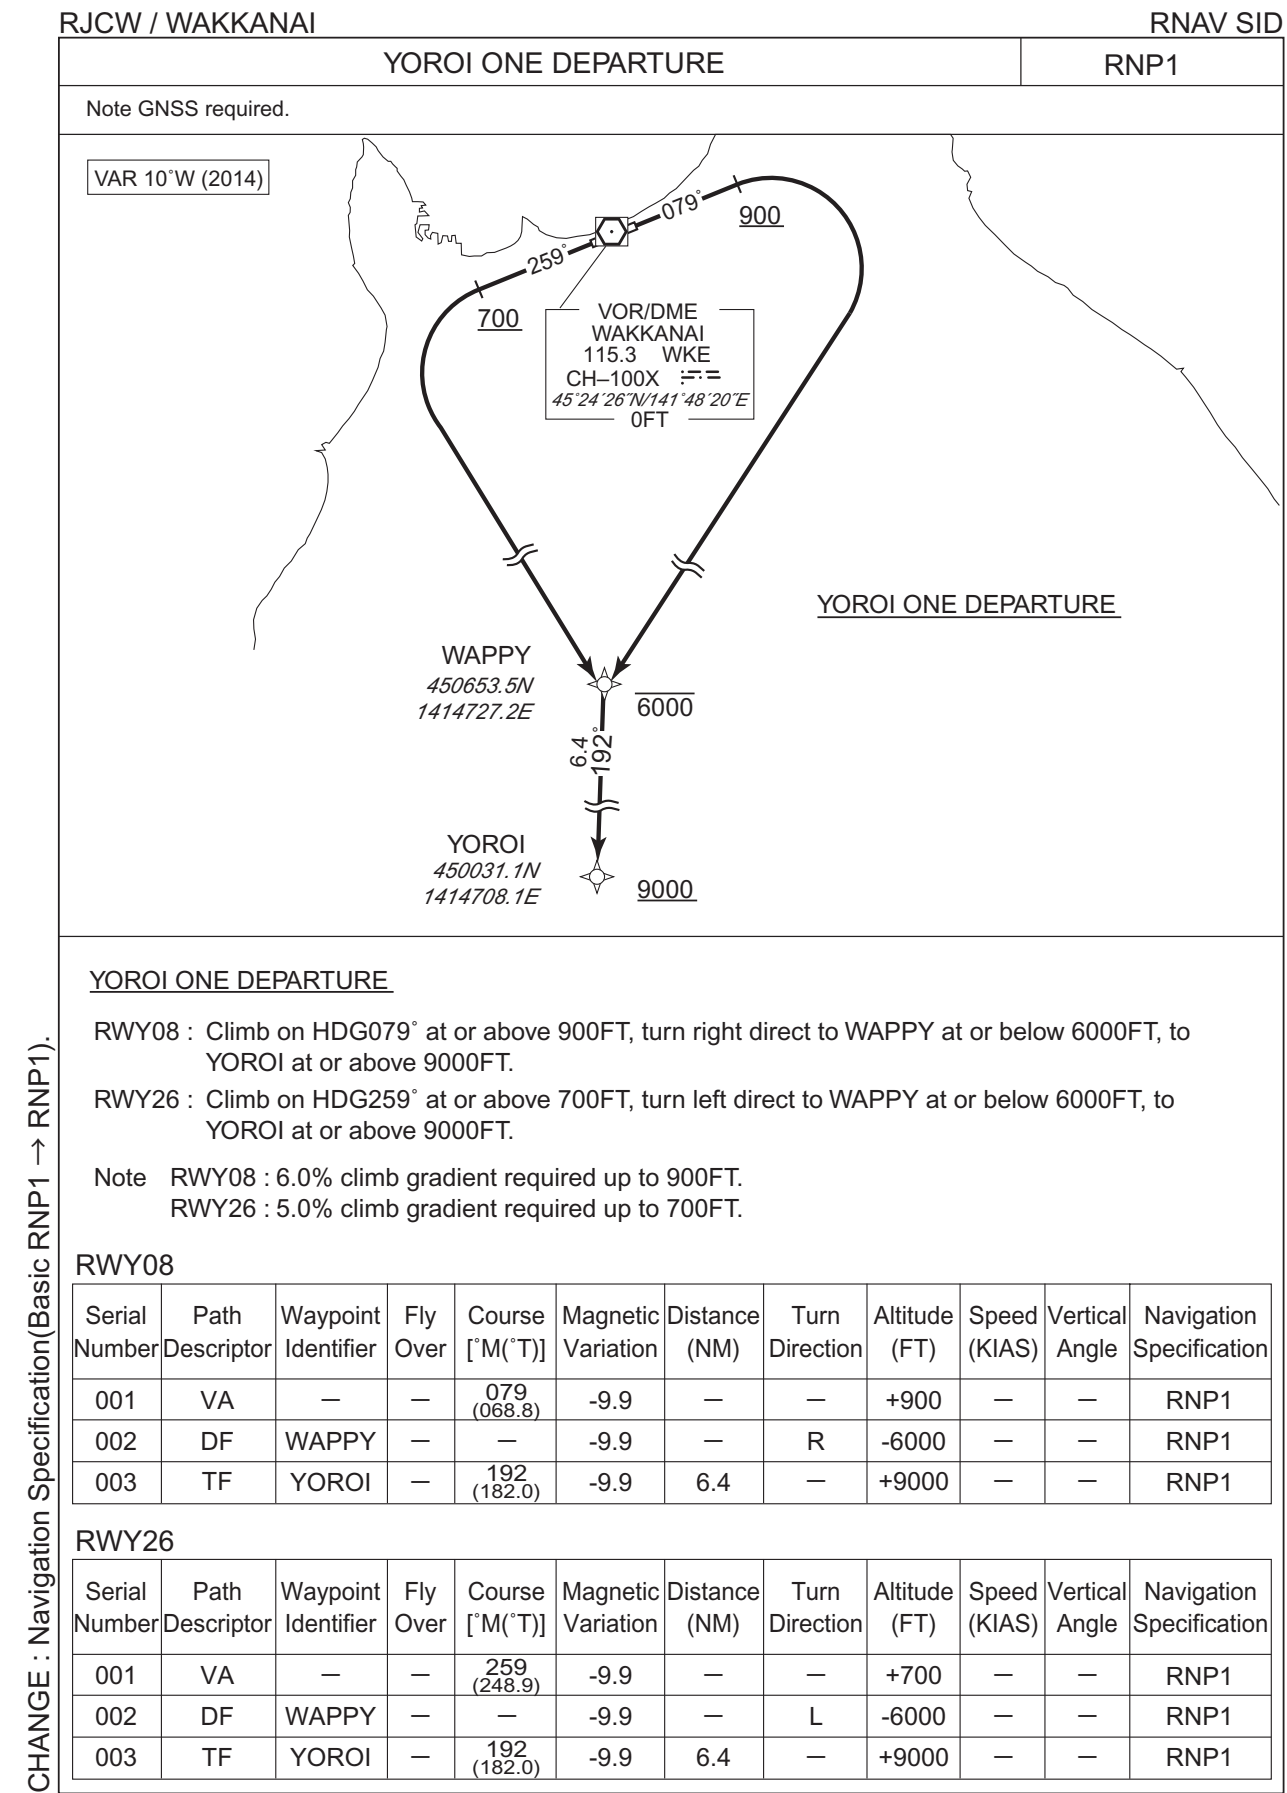 RJCW / WAKKANAI
RNAV SID
YOROI ONE DEPARTURE
RNP1
Note GNSS required.
VAR 10˚W (2014)
079˚
900
259˚
700
VOR/DME
WAKKANAI
115.3 WKE
CH–100X
45˚24´26˝N/141˚48´20˝E
0FT
YOROI ONE DEPARTURE
WAPPY
450653.5N
1414727.2E
6000
6.4
192˚
YOROI
450031.1N
1414708.1E
9000
YOROI ONE DEPARTURE
RWY08 : Climb on HDG079˚ at or above 900FT, turn right direct to WAPPY at or below 6000FT, to
YOROI at or above 9000FT.
RWY26 : Climb on HDG259˚ at or above 700FT, turn left direct to WAPPY at or below 6000FT, to
YOROI at or above 9000FT.
Note RWY08 : 6.0% climb gradient required up to 900FT.
RWY26 : 5.0% climb gradient required up to 700FT.
RWY08
Serial Path Waypoint Fly Course Magnetic Distance Turn Altitude Speed Vertical Navigation
Number Descriptor Identifier Over [˚M(˚T)] Variation (NM) Direction (FT) (KIAS) Angle Specification
001 VA — — 079 (068.8) -9.9 — — +900 — — RNP1
002 DF WAPPY — — -9.9 — R -6000 — — RNP1
003 TF YOROI — 192 (182.0) -9.9 6.4 — +9000 — — RNP1
RWY26
Serial Path Waypoint Fly Course Magnetic Distance Turn Altitude Speed Vertical Navigation
Number Descriptor Identifier Over [˚M(˚T)] Variation (NM) Direction (FT) (KIAS) Angle Specification
001 VA — — 259 (248.9) -9.9 — — +700 — — RNP1
002 DF WAPPY — — -9.9 — L -6000 — — RNP1
003 TF YOROI — 192 (182.0) -9.9 6.4 — +9000 — — RNP1
CHANGE : Navigation Specification(Basic RNP1 → RNP1).